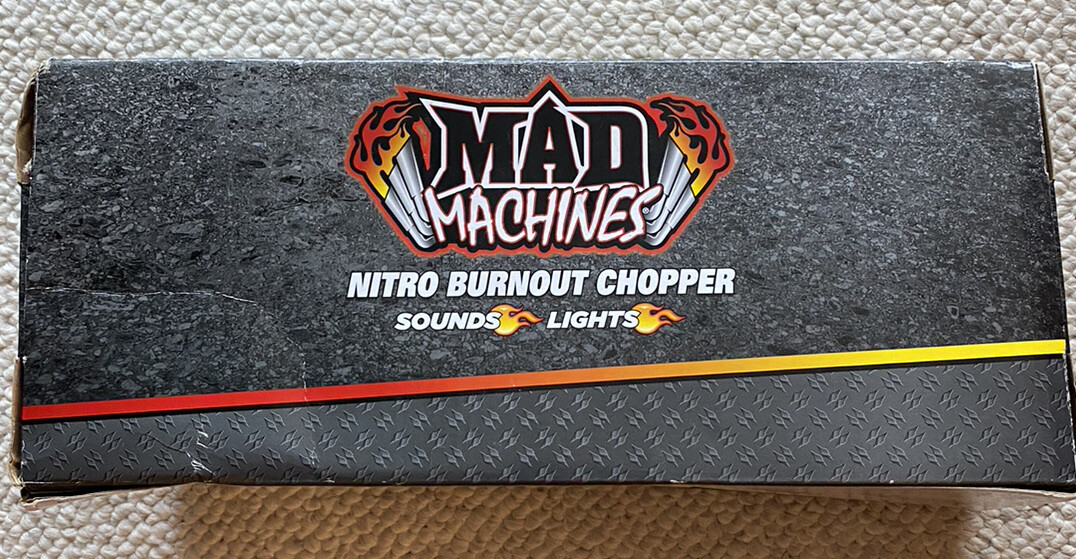 MAD
MACHINES
NITRO BURNOUT CHOPPER
SOUNDS LIGHTS